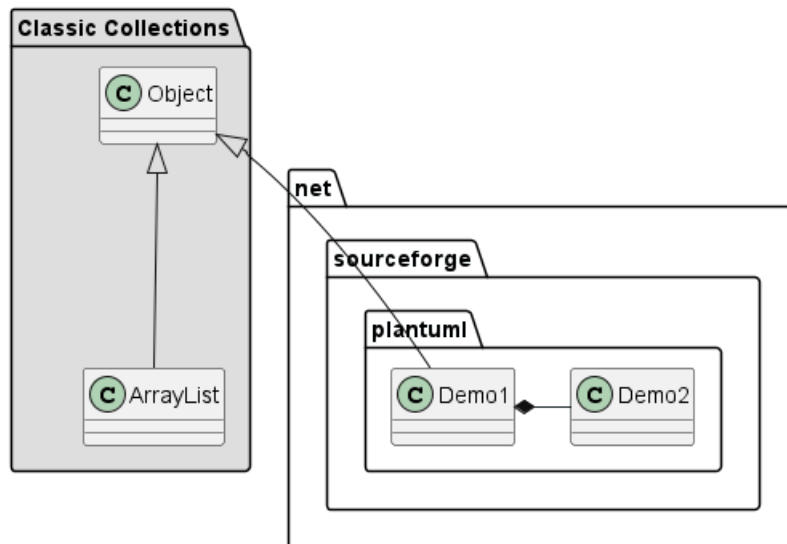 Classic Collections
C Object
net
sourceforge
plantuml
C ArrayList
C Demo1
C Demo2